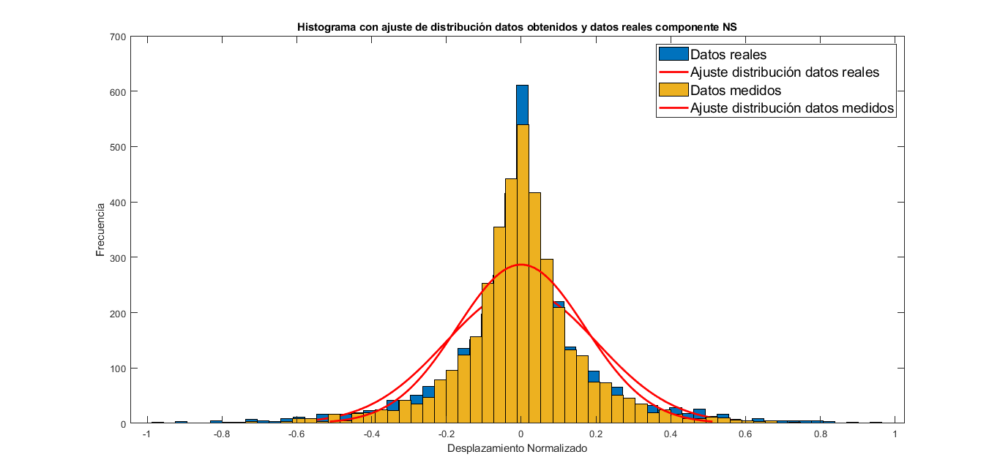 Histograma con ajuste de distribución datos obtenidos y datos reales componente NS
700
600
500
400
300
200
100
0
Frecuencia
Datos reales
Ajuste distribución datos reales
Datos medidos
Ajuste distribución datos medidos
-1 -0.8 -0.6 -0.4 -0.2 0 0.2 0.4 0.6 0.8 1
Desplazamiento Normalizado